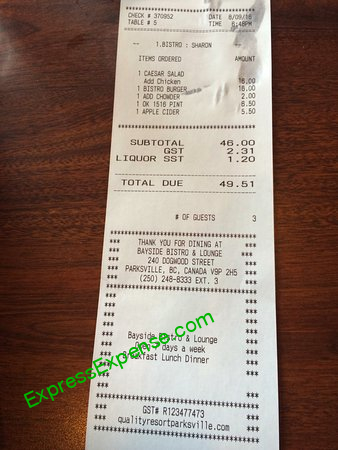 CHECK # 370952 DATE 8/09/16
TABLE # 5 TIME 6:48PM
-- 1.BISTRO : SHARON
ITEMS ORDERED AMOUNT
1 CAESAR SALAD
Add Chicken 16.00
1 BISTRO BURGER 16.00
1 ADD CHOWDER 2.00
1 OK 1516 PINT 6.50
1 APPLE CIDER 5.50
SUBTOTAL 46.00
GST 2.31
LIQUOR SST 1.20
TOTAL DUE 49.51
# OF GUESTS 3
THANK YOU FOR DINING AT
BAYSIDE BISTRO & LOUNGE
240 DOGWOOD STREET
PARKSVILLE, BC, CANADA V9P 2H5
(250) 248-8333 EXT. 3
Bayside Bistro & Lounge
days a week
Breakfast Lunch Dinner
ExpressExpense.com
GST# R123477473
qualityresortparksville.com